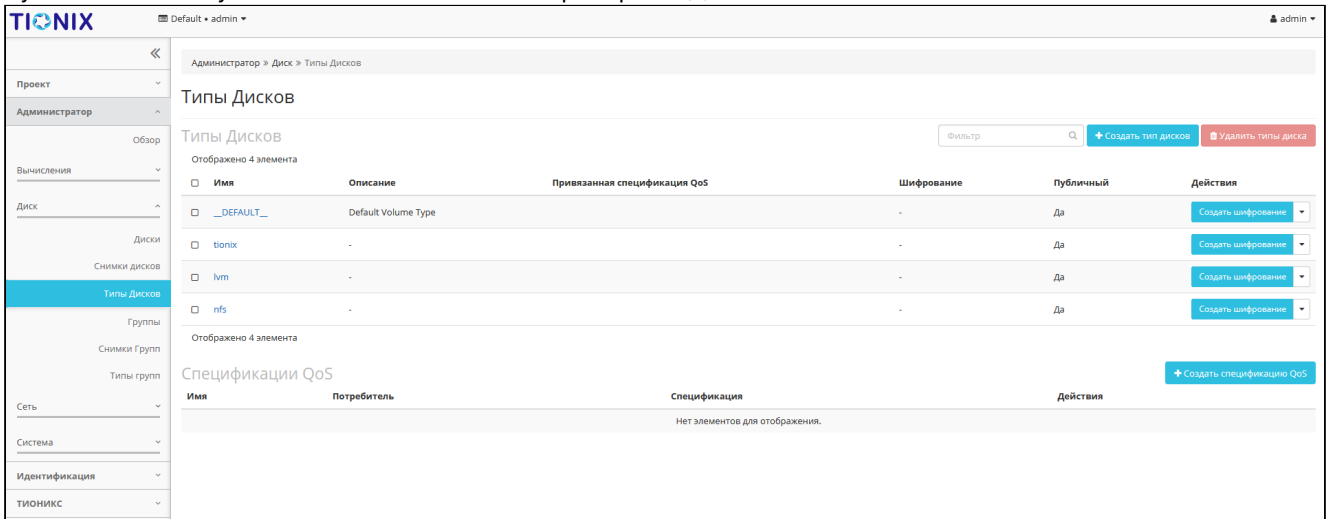 TIONIX
Default • admin
admin
Администратор » Диск » Типы Дисков
Проект
Администратор
Обзор
Вычисления
Диск
Диски
Снимки дисков
Типы Дисков
Группы
Снимки Групп
Типы групп
Сеть
Система
Идентификация
ТИОНИКС
Типы Дисков
Типы Дисков
Фильтр
Создать тип дисков
Удалить типы диска
Отображено 4 элемента
Имя Описание Привязанная спецификация QoS Шифрование Публичный Действия
__DEFAULT__ Default Volume Type - Да Создать шифрование
tionix - - Да Создать шифрование
lvm - - Да Создать шифрование
nfs - - Да Создать шифрование
Отображено 4 элемента
Спецификации QoS
Создать спецификацию QoS
Имя Потребитель Спецификация Действия
Нет элементов для отображения.